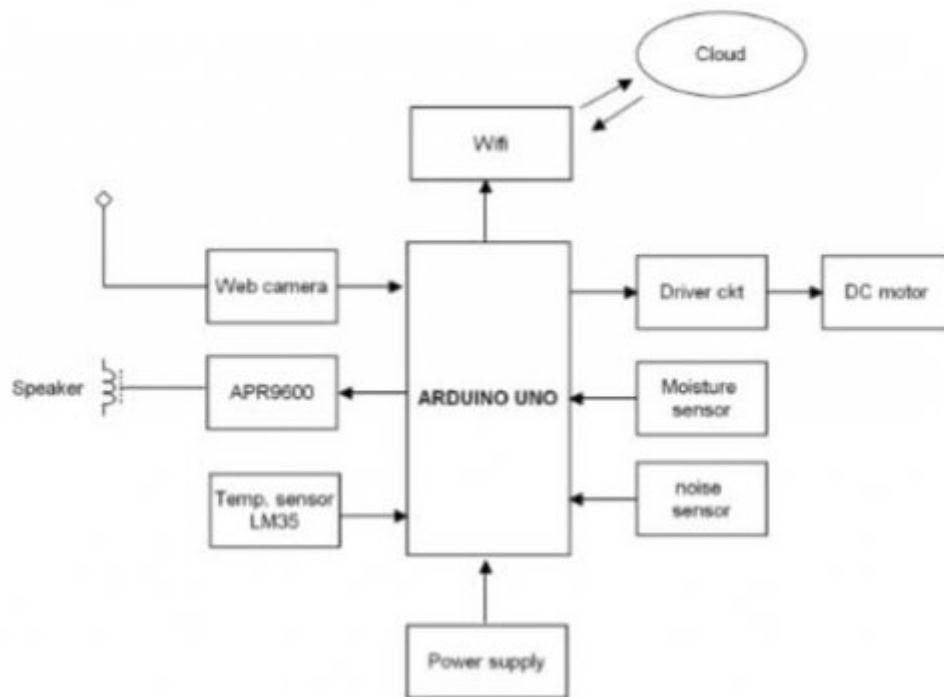 Cloud
Wifi
Web camera
Driver ckt
DC motor
Speaker
APR9600
ARDUINO UNO
Moisture
sensor
Temp. sensor
LM35
noise
sensor
Power supply